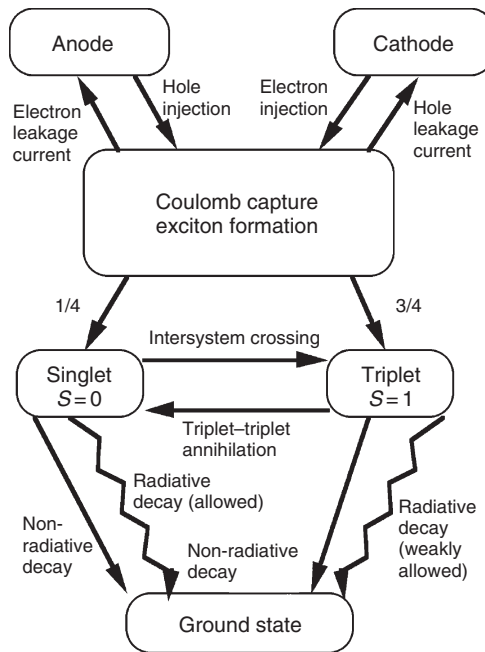 Anode
Cathode
Hole
injection
Electron
injection
Electron
leakage
current
Hole
leakage
current
Coulomb capture
exciton formation
1/4
3/4
Intersystem crossing
Singlet
S=0
Triplet
S=1
Triplet–triplet
annihilation
Radiative
decay (allowed)
Radiative
decay
(weakly
allowed)
Non-
radiative
decay
Non-radiative
decay
Ground state